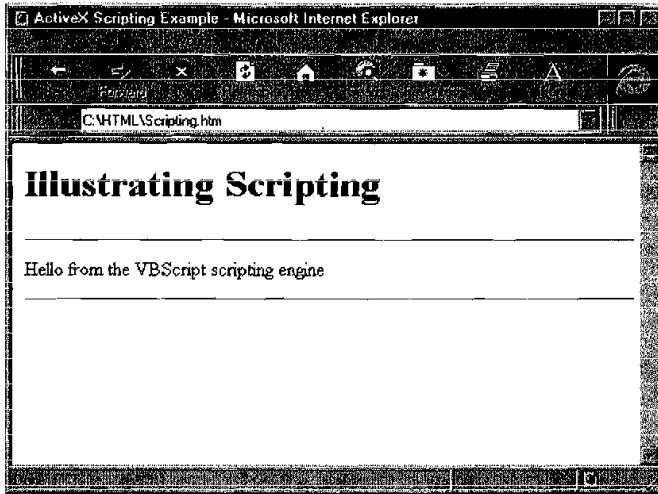 ActiveX Scripting Example - Microsoft Internet Explorer
Forward
C:\HTML\Scripting.htm
Illustrating Scripting
Hello from the VBScript scripting engine